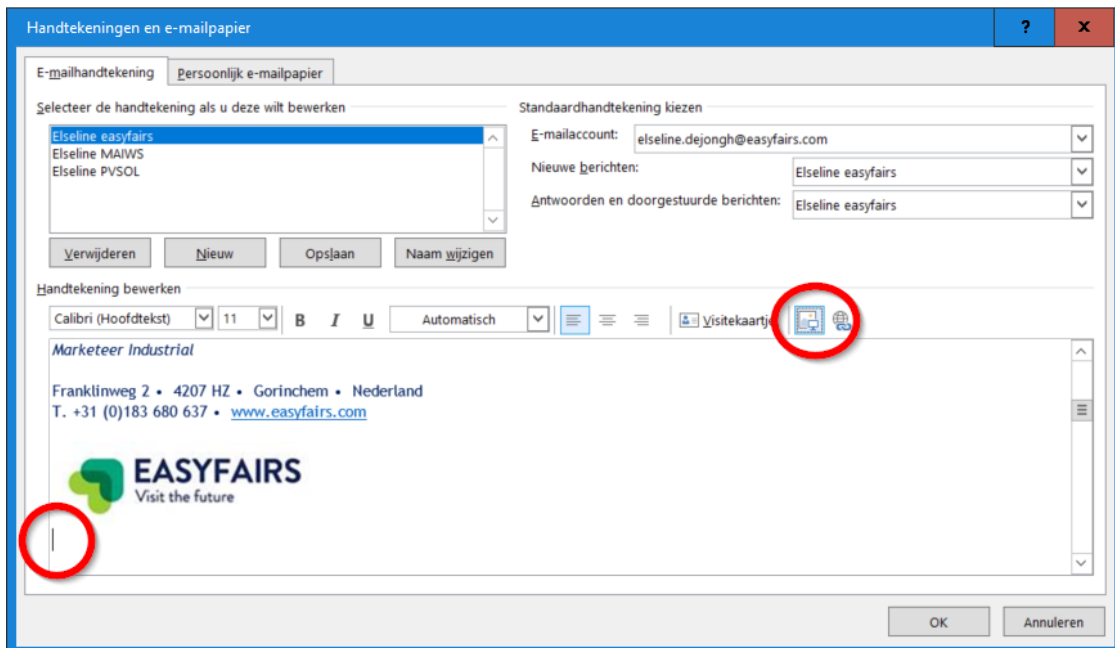 Handtekeningen en e-mailpapier ? x
E-mailhandtekening Persoonlijk e-mailpapier
Selecteer de handtekening als u deze wilt bewerken
Elseline easyfairs
Elseline MAIWS
Elseline PVSOL
Verwijderen Nieuw Opslaan Naam wijzigen
Standaardhandtekening kiezen
E-mailaccount: elseline.dejongh@easyfairs.com
Nieuwe berichten: Elseline easyfairs
Antwoorden en doorgestuurde berichten: Elseline easyfairs
Handtekening bewerken
Calibri (Hoofdtekst) 11 B I U Automatisch Visitekaartje
Marketeer Industrial
Franklinweg 2 • 4207 HZ • Gorinchem • Nederland
T. +31 (0)183 680 637 • www.easyfairs.com
EASYFAIRS
Visit the future
OK Annuleren